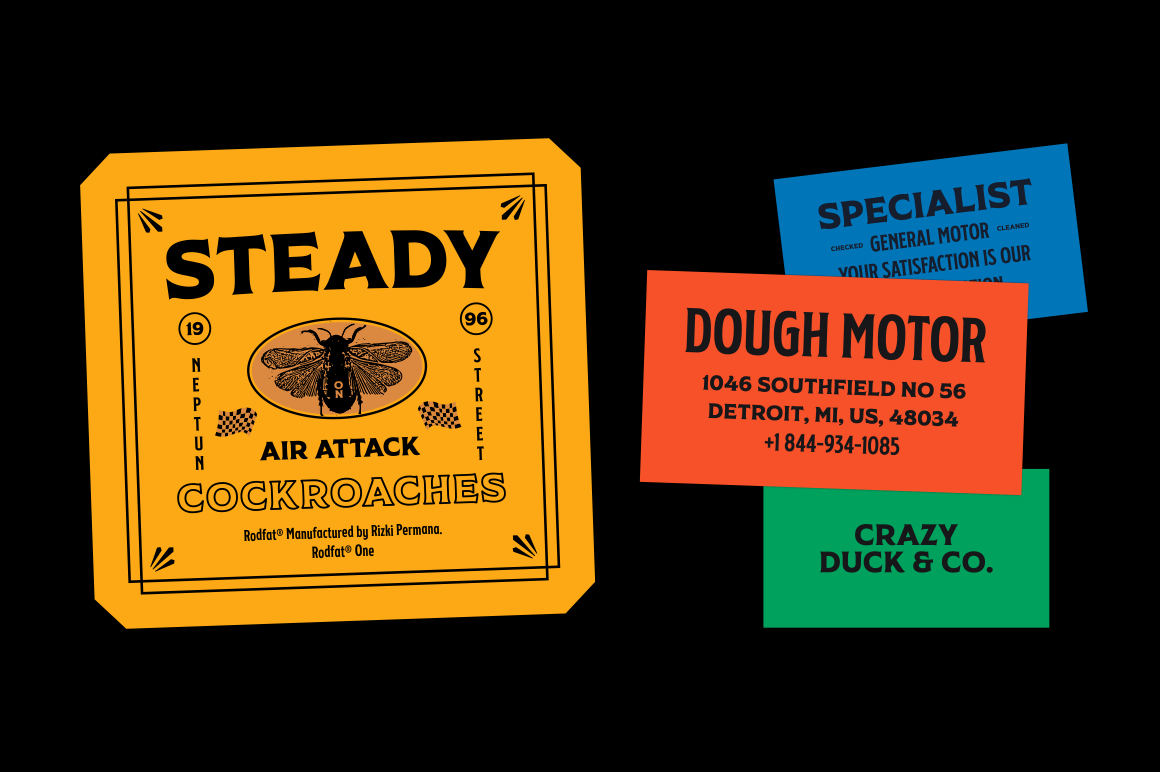 STEADY
19
96
NEPTUN
STREET
ON
AIR ATTACK
COCKROACHES
Rodfat® Manufactured by Rizki Permana.
Rodfat® One
SPECIALIST
CHECKED GENERAL MOTOR CLEANED
YOUR SATISFACTION IS OUR
DOUGH MOTOR
1046 SOUTHFIELD NO 56
DETROIT, MI, US, 48034
+1 844-934-1085
CRAZY
DUCK & CO.